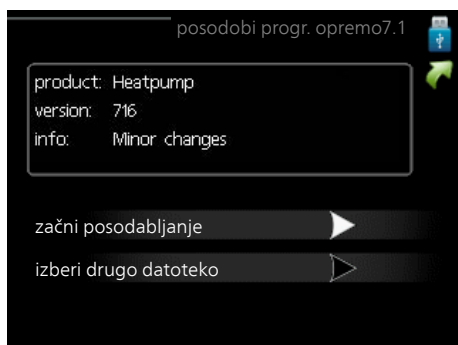 posodobi progr. opremo7.1
product: Heatpump
version: 716
info: Minor changes
začni posodabljanje
izberi drugo datoteko